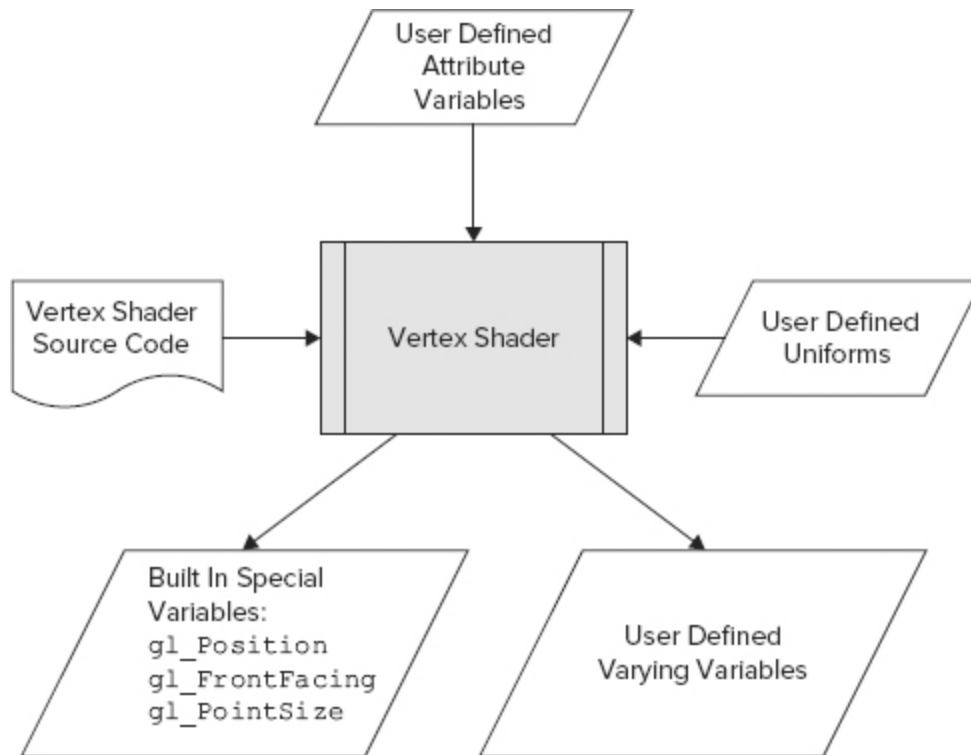 User Defined
Attribute
Variables
Vertex Shader
Source Code
Vertex Shader
User Defined
Uniforms
Built In Special
Variables:
gl_Position
gl_FrontFacing
gl_PointSize
User Defined
Varying Variables